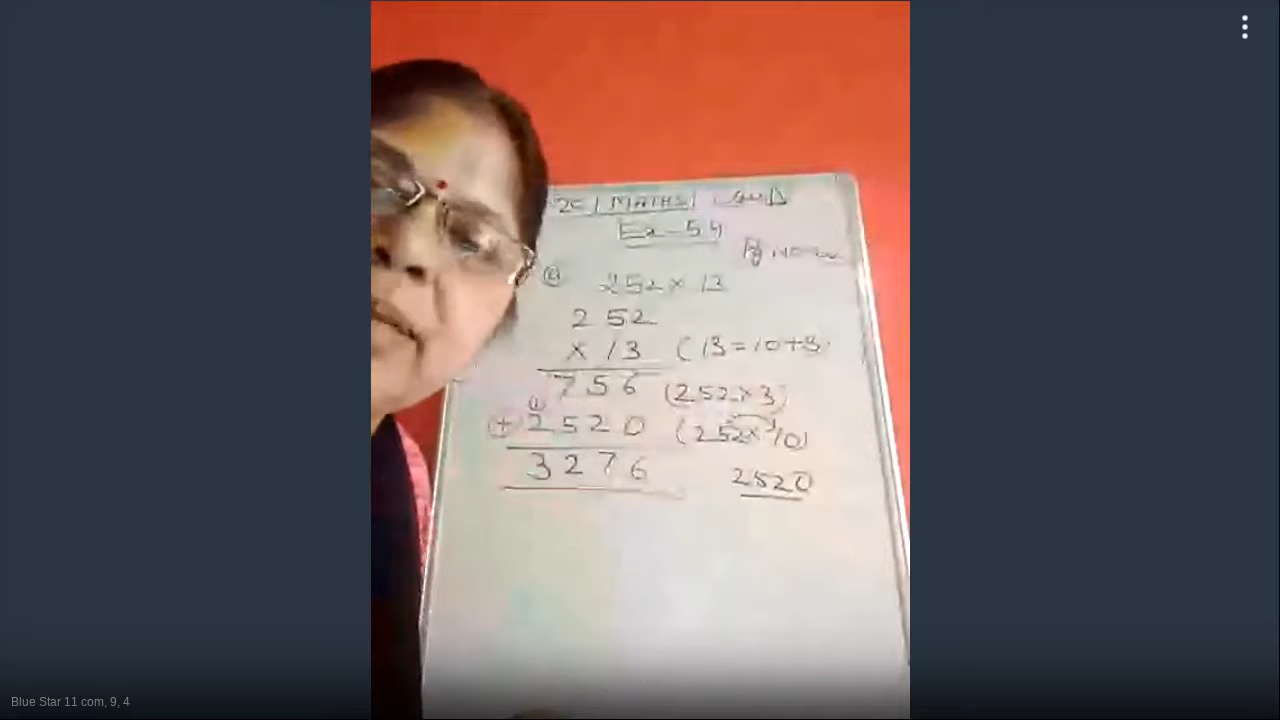 MATHS
Ex-5.4
252 × 13
252
× 13 (13=10+3)
756 (252×3)
(+) 2520 (252×10)
3276 2520
Blue Star 11 com, 9, 4